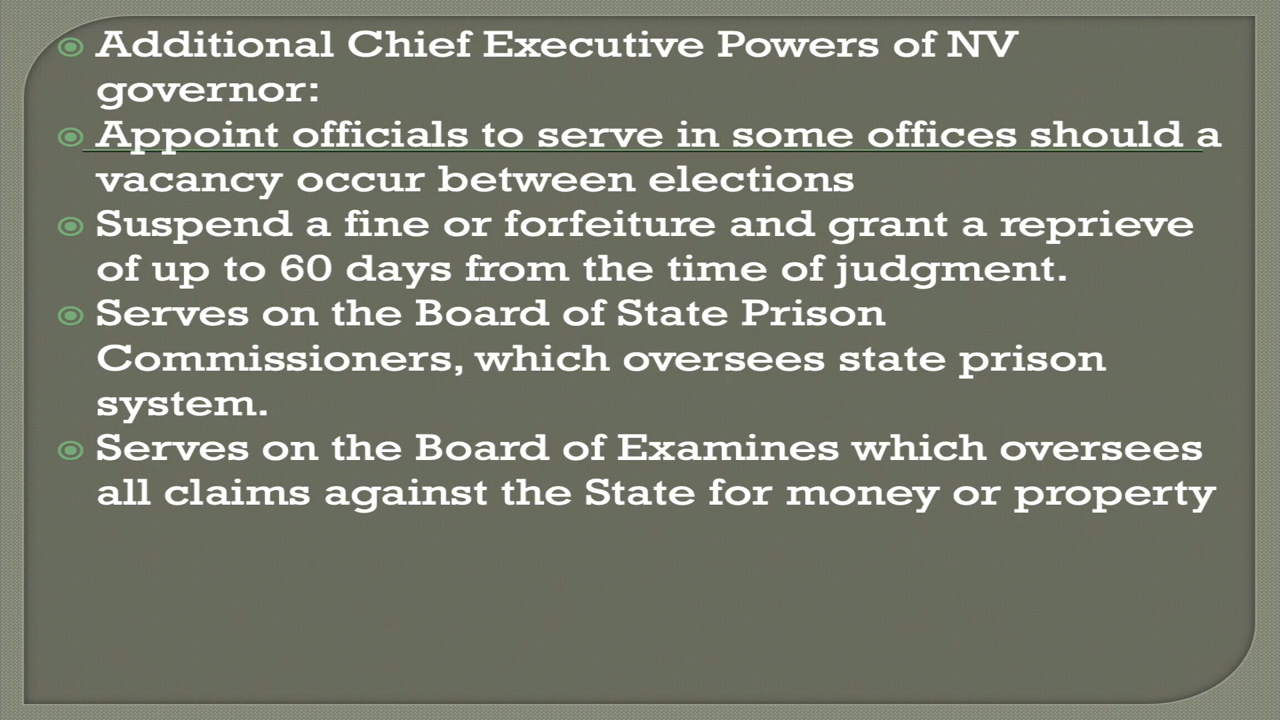 Additional Chief Executive Powers of NV
governor:
Appoint officials to serve in some offices should a
vacancy occur between elections
Suspend a fine or forfeiture and grant a reprieve
of up to 60 days from the time of judgment.
Serves on the Board of State Prison
Commissioners, which oversees state prison
system.
Serves on the Board of Examines which oversees
all claims against the State for money or property